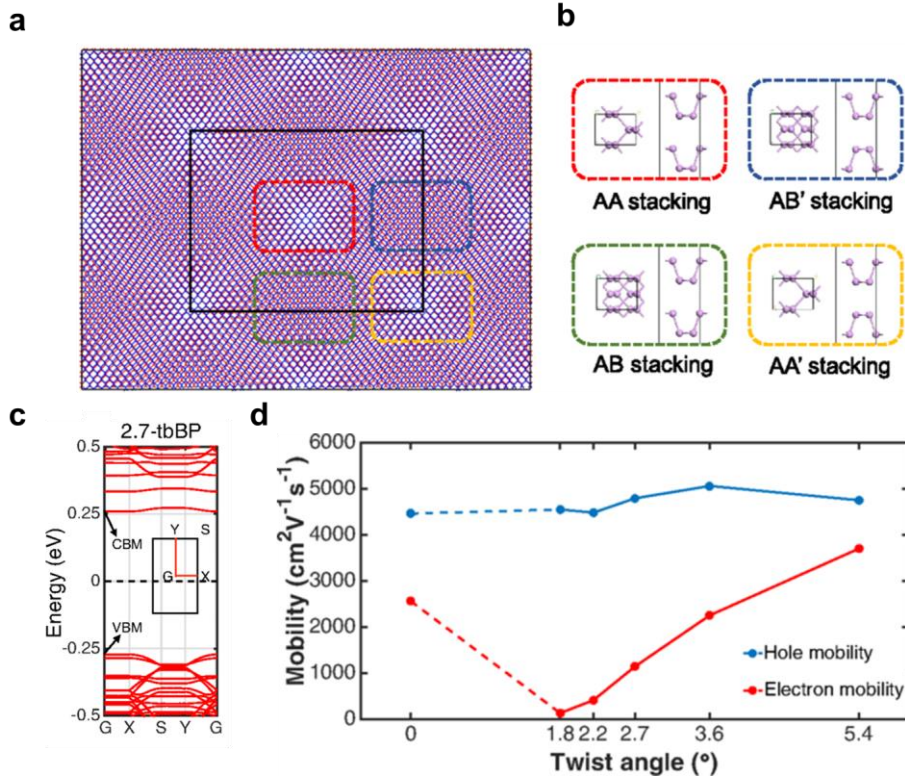 a
b
AA stacking
AB' stacking
AB stacking
AA' stacking
c
2.7-tbBP
Energy (eV)
0.5
0.25
0
-0.25
-0.5
CBM
VBM
Y
S
G
X
G X S Y G
d
Mobility (cm²V⁻¹s⁻¹)
6000
5000
4000
3000
2000
1000
0
Hole mobility
Electron mobility
0 1.8 2.2 2.7 3.6 5.4
Twist angle (°)